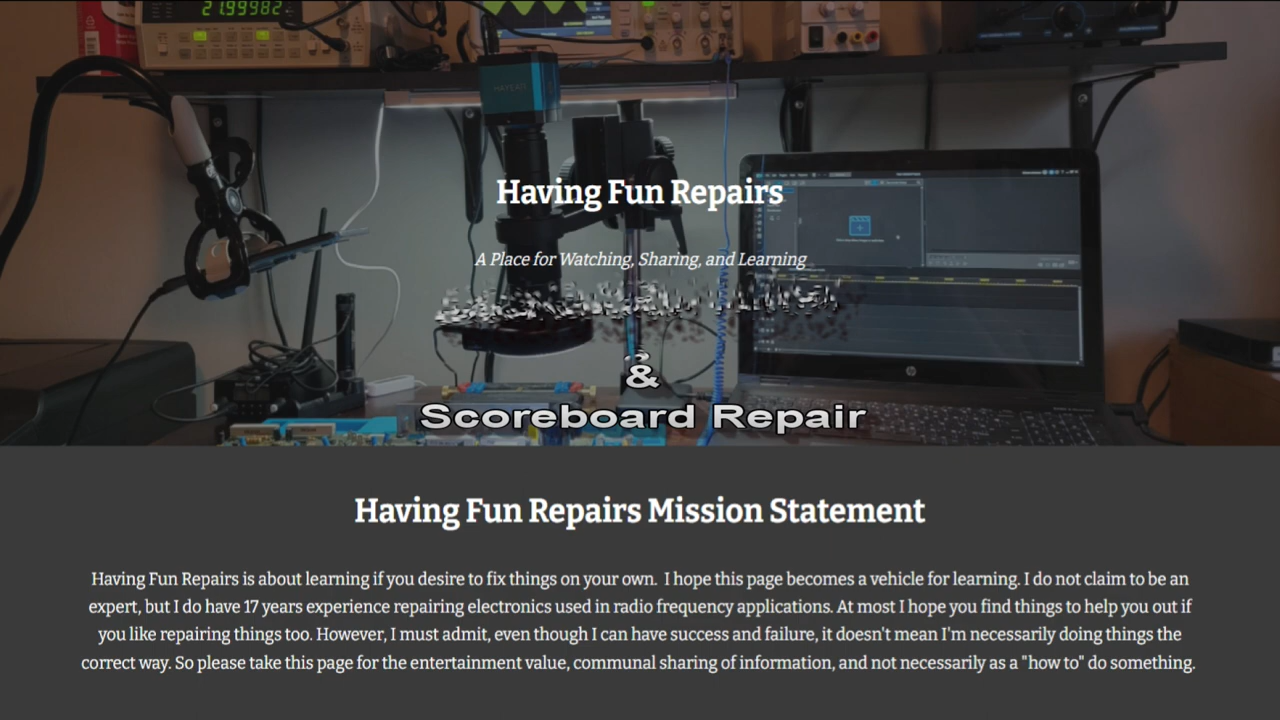 21.99982
HAYEAR
Having Fun Repairs
A Place for Watching, Sharing, and Learning
&
Scoreboard Repair
hp
Having Fun Repairs Mission Statement
Having Fun Repairs is about learning if you desire to fix things on your own.  I hope this page becomes a vehicle for learning. I do not claim to be an
expert, but I do have 17 years experience repairing electronics used in radio frequency applications. At most I hope you find things to help you out if
you like repairing things too. However, I must admit, even though I can have success and failure, it doesn't mean I'm necessarily doing things the
correct way. So please take this page for the entertainment value, communal sharing of information, and not necessarily as a "how to" do something.